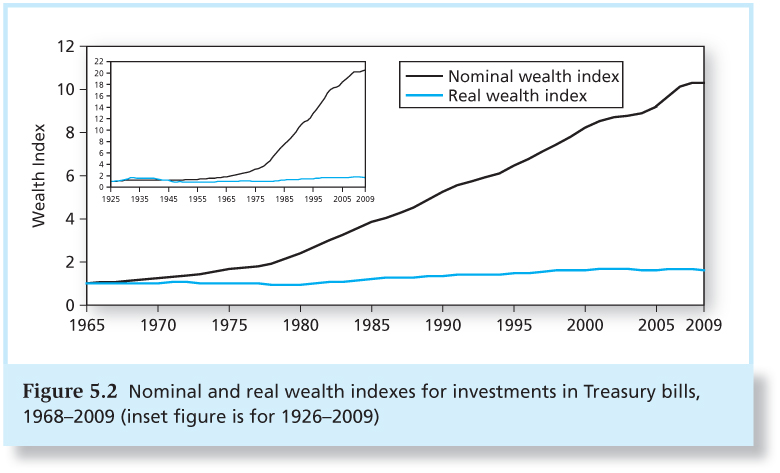 12
10
8
6
4
2
0
Wealth Index
22
20
18
16
14
12
10
8
6
4
2
0
1925 1935 1945 1955 1965 1975 1985 1995 2005 2009
Nominal wealth index
Real wealth index
1965 1970 1975 1980 1985 1990 1995 2000 2005 2009
Figure 5.2 Nominal and real wealth indexes for investments in Treasury bills,
1968–2009 (inset figure is for 1926–2009)